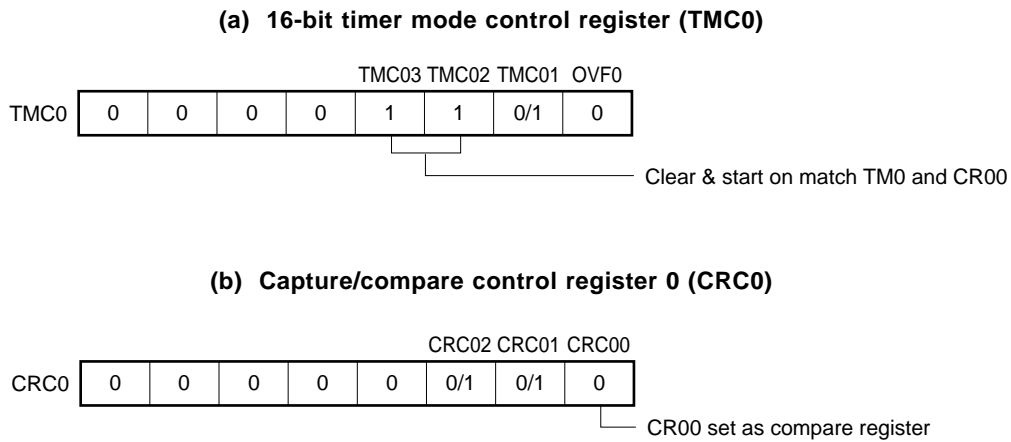 (a) 16-bit timer mode control register (TMC0)
TMC03 TMC02 TMC01 OVF0
TMC0 0 0 0 0 1 1 0/1 0
Clear & start on match TM0 and CR00
(b) Capture/compare control register 0 (CRC0)
CRC02 CRC01 CRC00
CRC0 0 0 0 0 0 0/1 0/1 0
CR00 set as compare register